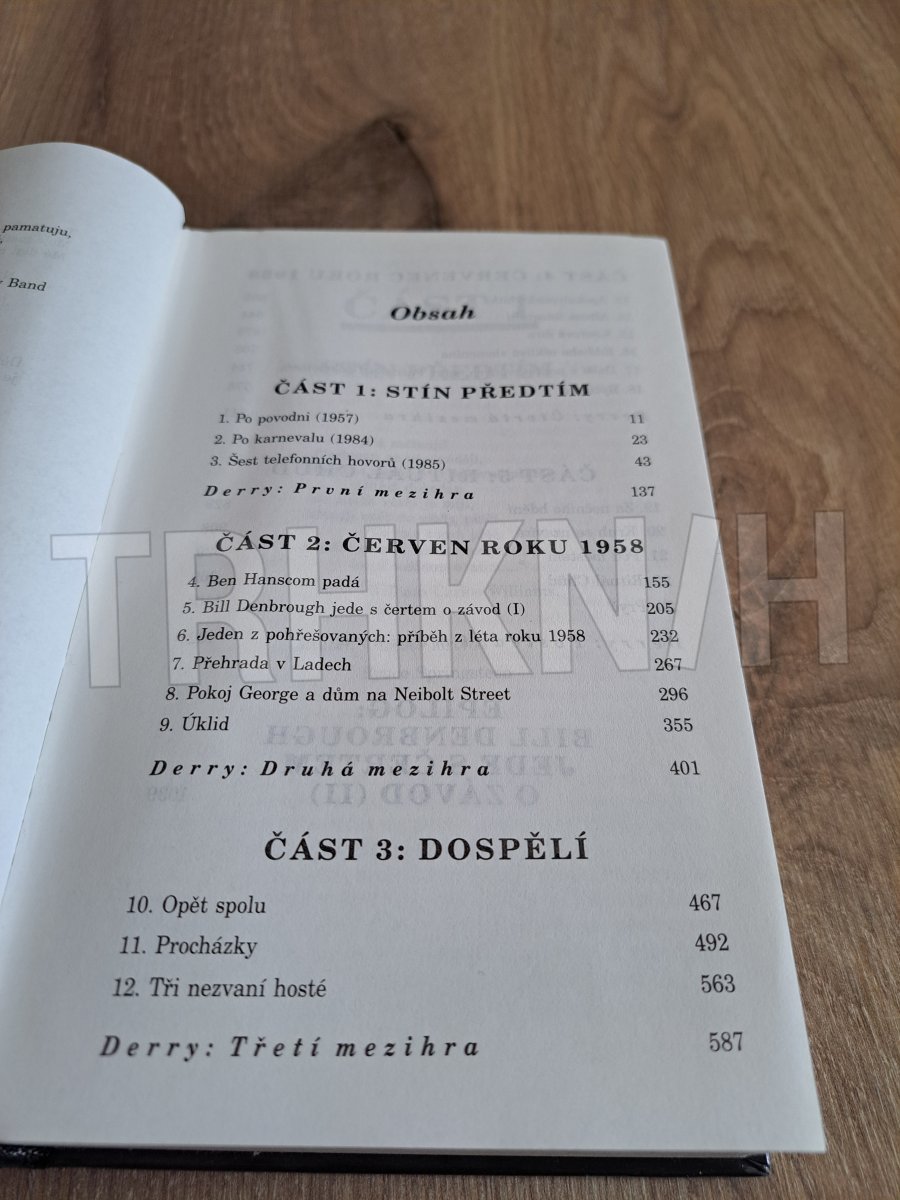 pamatuju,
Band
Obsah
ČÁST 1: STÍN PŘEDTÍM
1. Po povodni (1957) 11
2. Po karnevalu (1984) 23
3. Šest telefonních hovorů (1985) 43
Derry: První mezihra 137
ČÁST 2: ČERVEN ROKU 1958
4. Ben Hanscom padá 155
5. Bill Denbrough jede s čertem o závod (I) 205
6. Jeden z pohřešovaných: příběh z léta roku 1958 232
7. Přehrada v Ladech 267
8. Pokoj George a dům na Neibolt Street 296
9. Úklid 355
Derry: Druhá mezihra 401
ČÁST 3: DOSPĚLÍ
10. Opět spolu 467
11. Procházky 492
12. Tři nezvaní hosté 563
Derry: Třetí mezihra 587
TRHKNIH